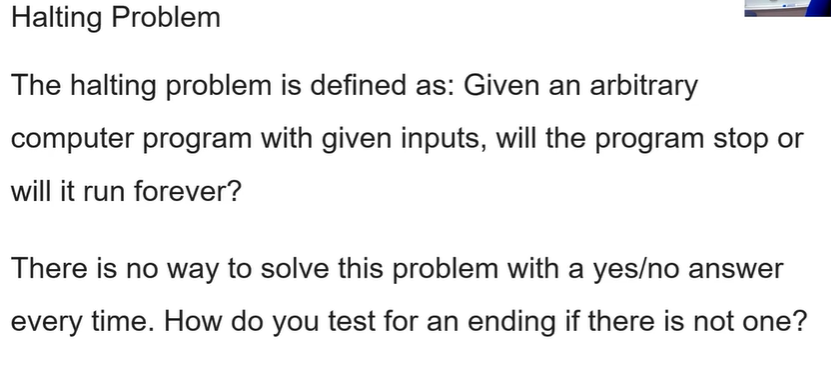 Halting Problem
The halting problem is defined as: Given an arbitrary
computer program with given inputs, will the program stop or
will it run forever?
There is no way to solve this problem with a yes/no answer
every time. How do you test for an ending if there is not one?